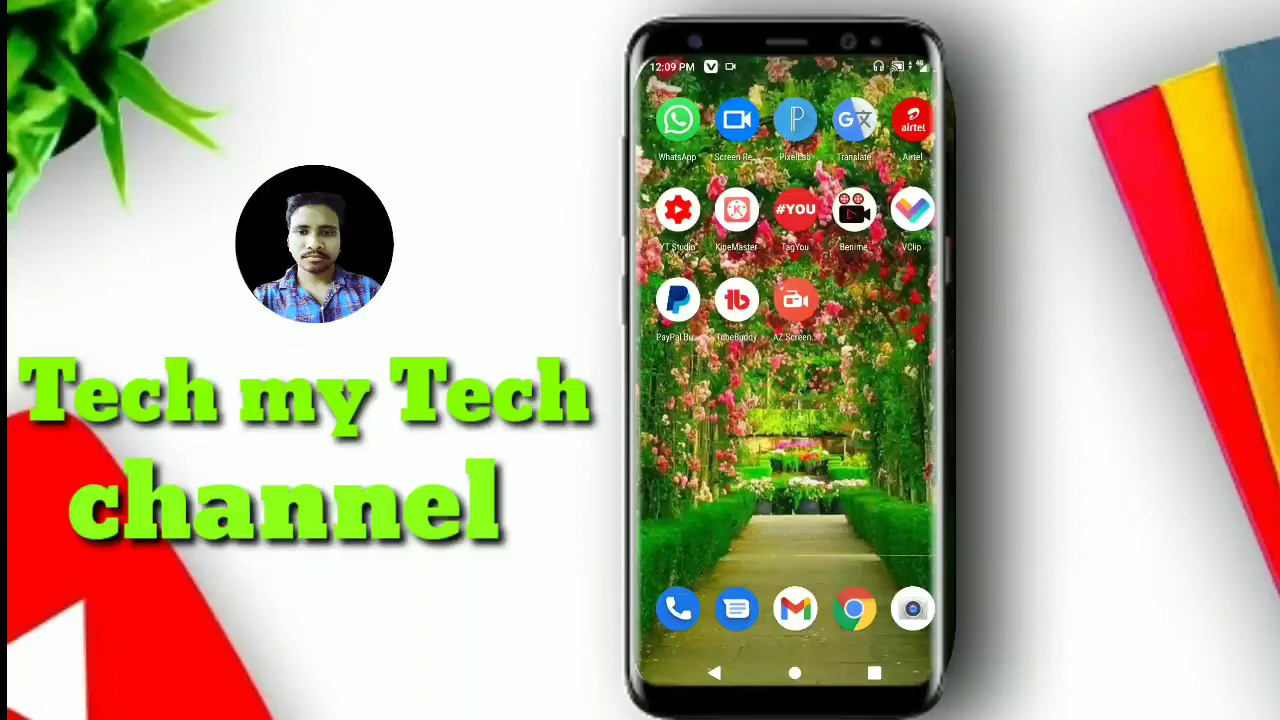 Tech my Tech
channel
12:09 PM
4G
G
airtel
WhatsApp
Screen Re...
PixelLab
Translate
Airtel
#YOU
YT Studio
KineMaster
TagYou
Benime
VClip
PayPal Bu...
TubeBuddy
AZ Screen...